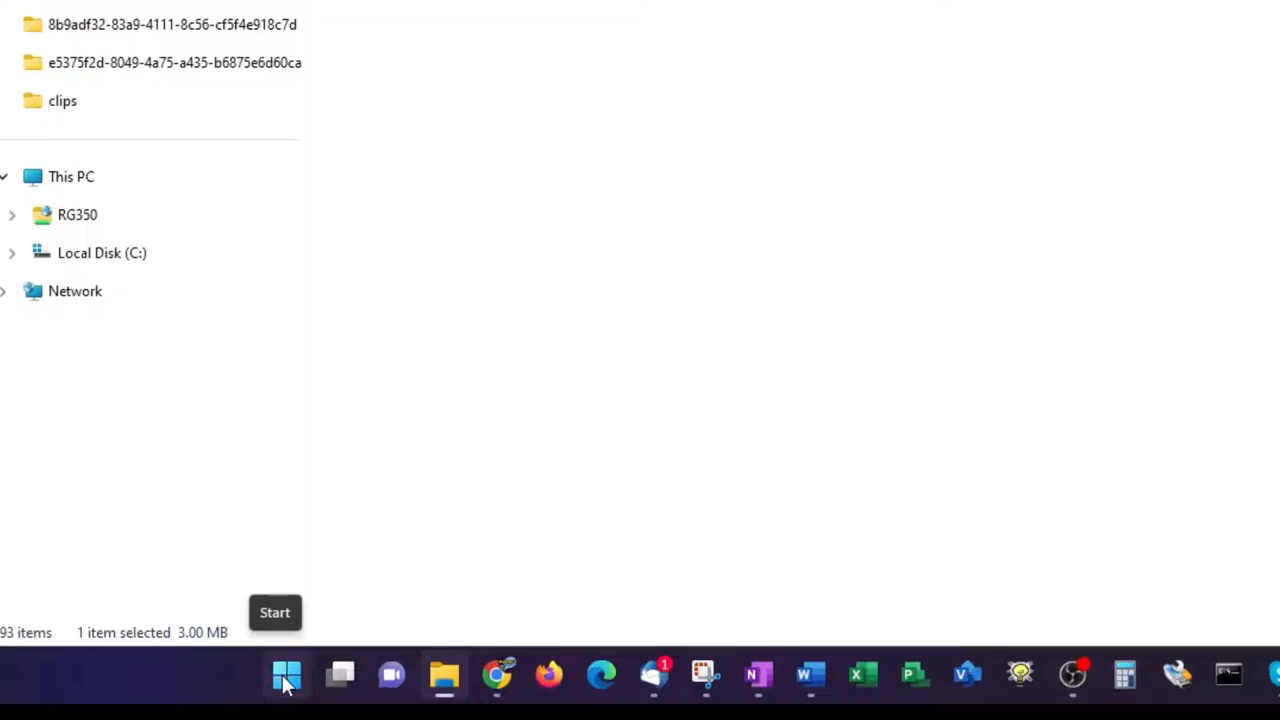 8b9adf32-83a9-4111-8c56-cf5f4e918c7d
e5375f2d-8049-4a75-a435-b6875e6d60ca
clips
This PC
RG350
Local Disk (C:)
Network
Start
93 items 1 item selected 3.00 MB
1
N W X P V